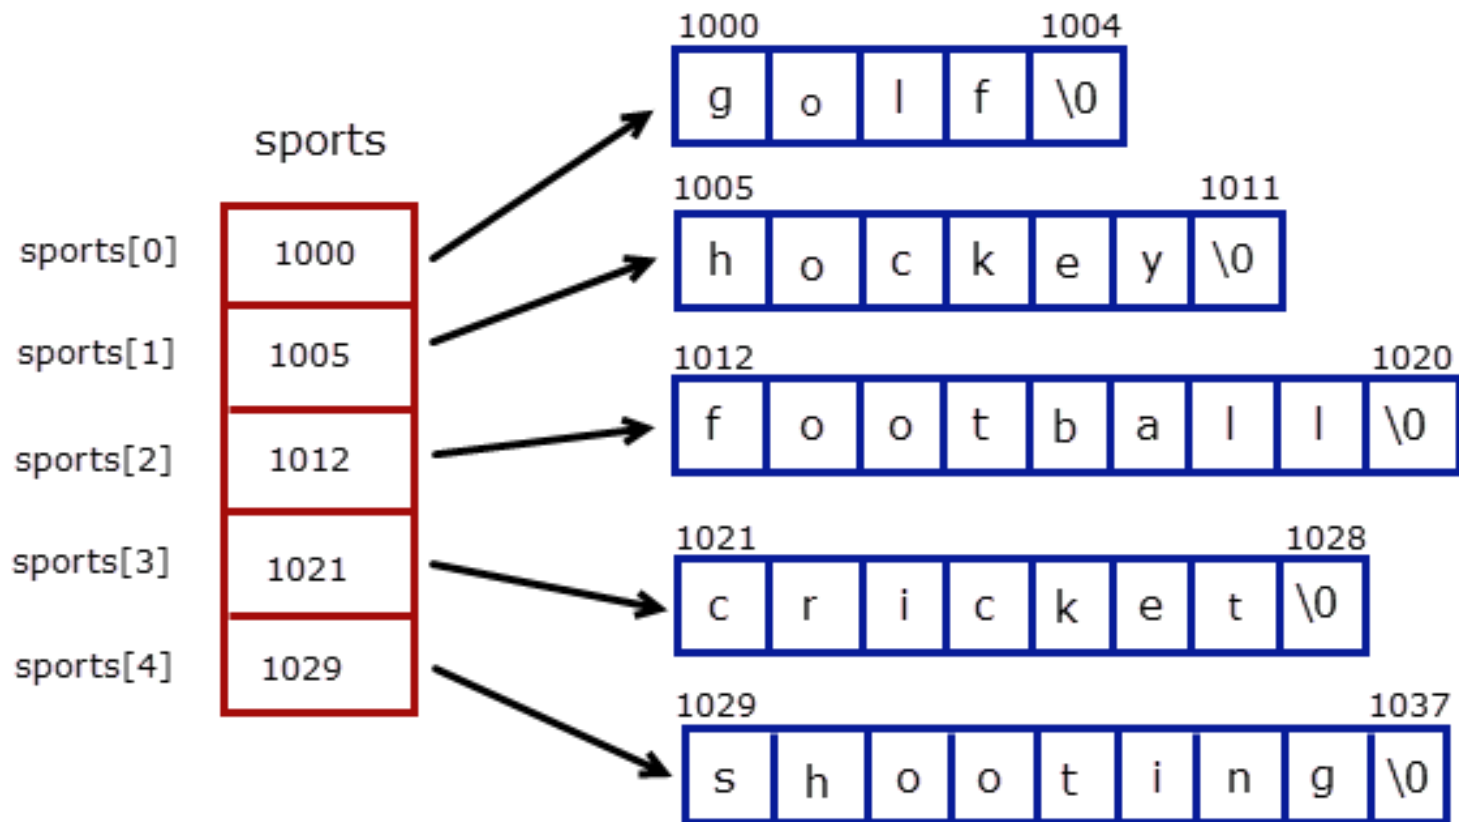 1000 1004
g o l f \0
sports
1005 1011
sports[0] 1000
h o c k e y \0
sports[1] 1005
1012 1020
f o o t b a l l \0
sports[2] 1012
1021 1028
sports[3] 1021
c r i c k e t \0
sports[4] 1029
1029 1037
s h o o t i n g \0